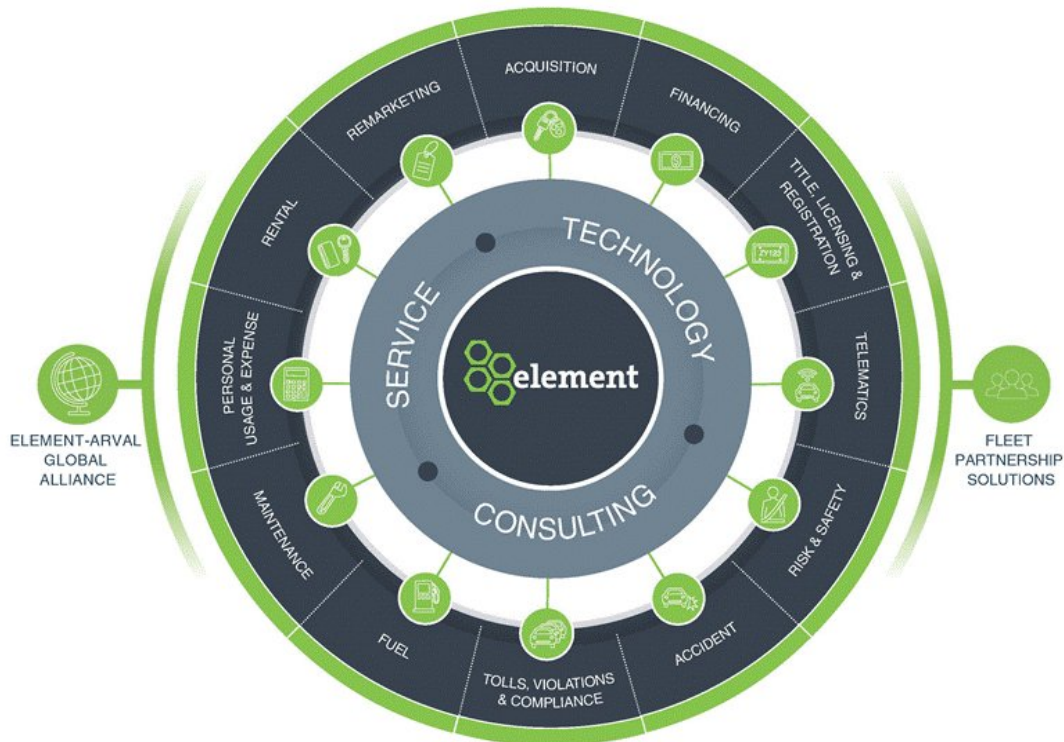 ACQUISITION
FINANCING
TITLE, LICENSING &
REGISTRATION
TELEMATICS
RISK & SAFETY
ACCIDENT
TOLLS, VIOLATIONS
& COMPLIANCE
FUEL
MAINTENANCE
PERSONAL
USAGE & EXPENSE
RENTAL
REMARKETING
ZY123
SERVICE
TECHNOLOGY
CONSULTING
element
ELEMENT-ARVAL
GLOBAL
ALLIANCE
FLEET
PARTNERSHIP
SOLUTIONS